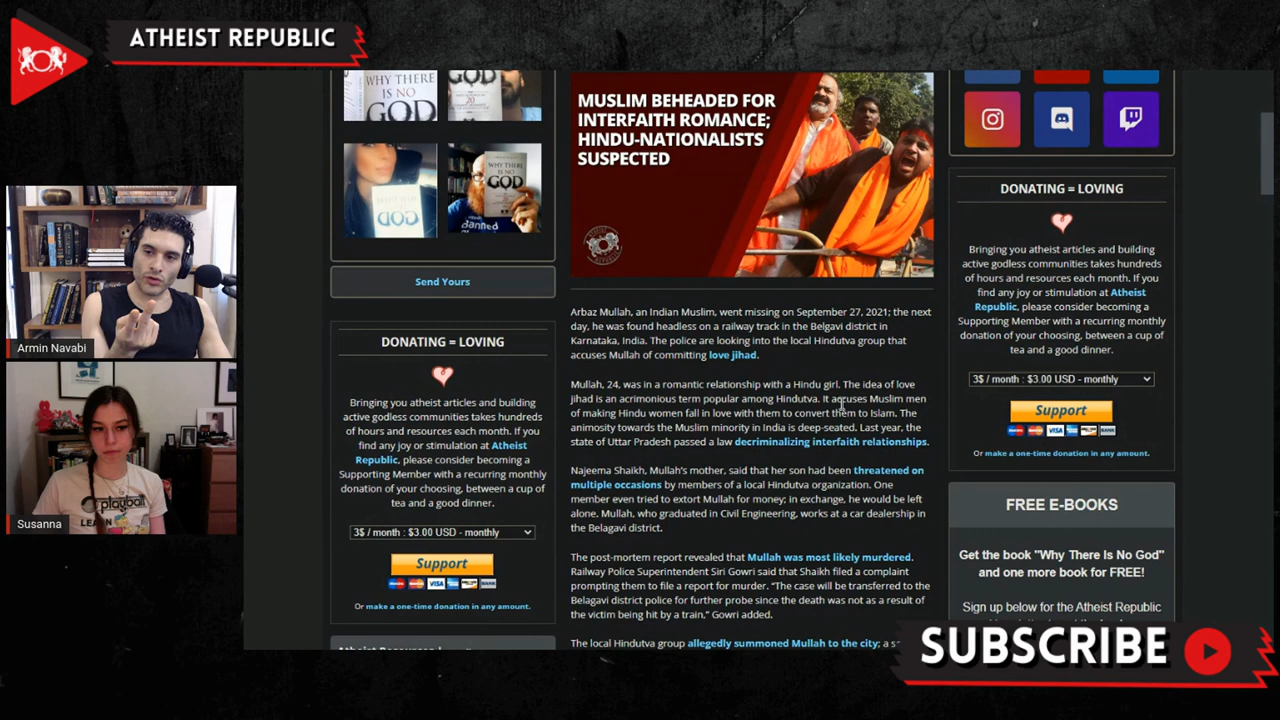 ATHEIST REPUBLIC
WHY THERE
IS NO
GOD
GOD
20
GOD
WHY THERE
IS NO
GOD
banned
Send Yours
DONATING = LOVING
Bringing you atheist articles and building
active godless communities takes hundreds
of hours and resources each month. If you
find any joy or stimulation at Atheist
Republic, please consider becoming a
Supporting Member with a recurring monthly
donation of your choosing, between a cup of
tea and a good dinner.
3$ / month : $3.00 USD - monthly
Support
VISA
BANK
Or make a one-time donation in any amount.
MUSLIM BEHEADED FOR
INTERFAITH ROMANCE;
HINDU-NATIONALISTS
SUSPECTED
Arbaz Mullah, an Indian Muslim, went missing on September 27, 2021; the next
day, he was found headless on a railway track in the Belgavi district in
Karnataka, India. The police are looking into the local Hindutva group that
accuses Mullah of committing love jihad.
Mullah, 24, was in a romantic relationship with a Hindu girl. The idea of love
jihad is an acrimonious term popular among Hindutva. It accuses Muslim men
of making Hindu women fall in love with them to convert them to Islam. The
animosity towards the Muslim minority in India is deep-seated. Last year, the
state of Uttar Pradesh passed a law decriminalizing interfaith relationships.
Najeema Shaikh, Mullah's mother, said that her son had been threatened on
multiple occasions by members of a local Hindutva organization. One
member even tried to extort Mullah for money; in exchange, he would be left
alone. Mullah, who graduated in Civil Engineering, works at a car dealership in
the Belagavi district.
The post-mortem report revealed that Mullah was most likely murdered.
Railway Police Superintendent Siri Gowri said that Shaikh filed a complaint
prompting them to file a report for murder. "The case will be transferred to the
Belagavi district police for further probe since the death was not as a result of
the victim being hit by a train," Gowri added.
The local Hindutva group allegedly summoned Mullah to the city; a s
DONATING = LOVING
Bringing you atheist articles and building
active godless communities takes hundreds
of hours and resources each month. If you
find any joy or stimulation at Atheist
Republic, please consider becoming a
Supporting Member with a recurring monthly
donation of your choosing, between a cup of
tea and a good dinner.
3$ / month : $3.00 USD - monthly
Support
VISA
BANK
Or make a one-time donation in any amount.
FREE E-BOOKS
Get the book "Why There Is No God"
and one more book for FREE!
Sign up below for the Atheist Republic
Armin Navabi
Susanna
playball
LEARN
SUBSCRIBE